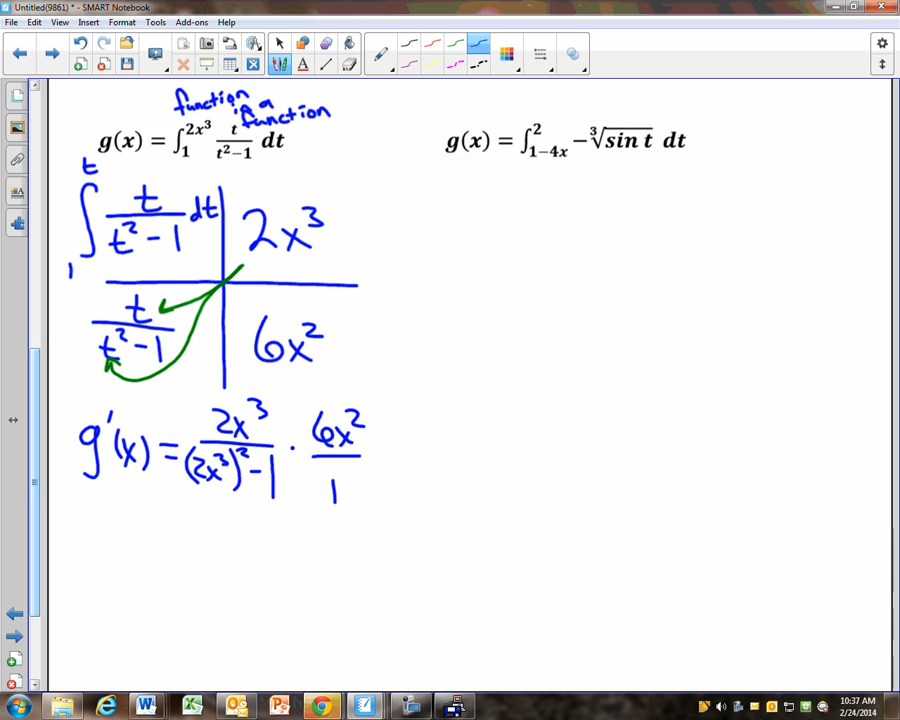 Untitled(9861) * - SMART Notebook
File Edit View Insert Format Tools Add-ons Help
function
in a
function
g(x) = ∫₁^{2x³} t/(t²−1) dt
g(x) = ∫_{1−4x}^{2} −∛(sin t) dt
∫₁^t t/(t²−1) dt | 2x³
t/(t²−1) | 6x²
g'(x) = 2x³/((2x³)²−1) · 6x²/1
10:37 AM
2/24/2014